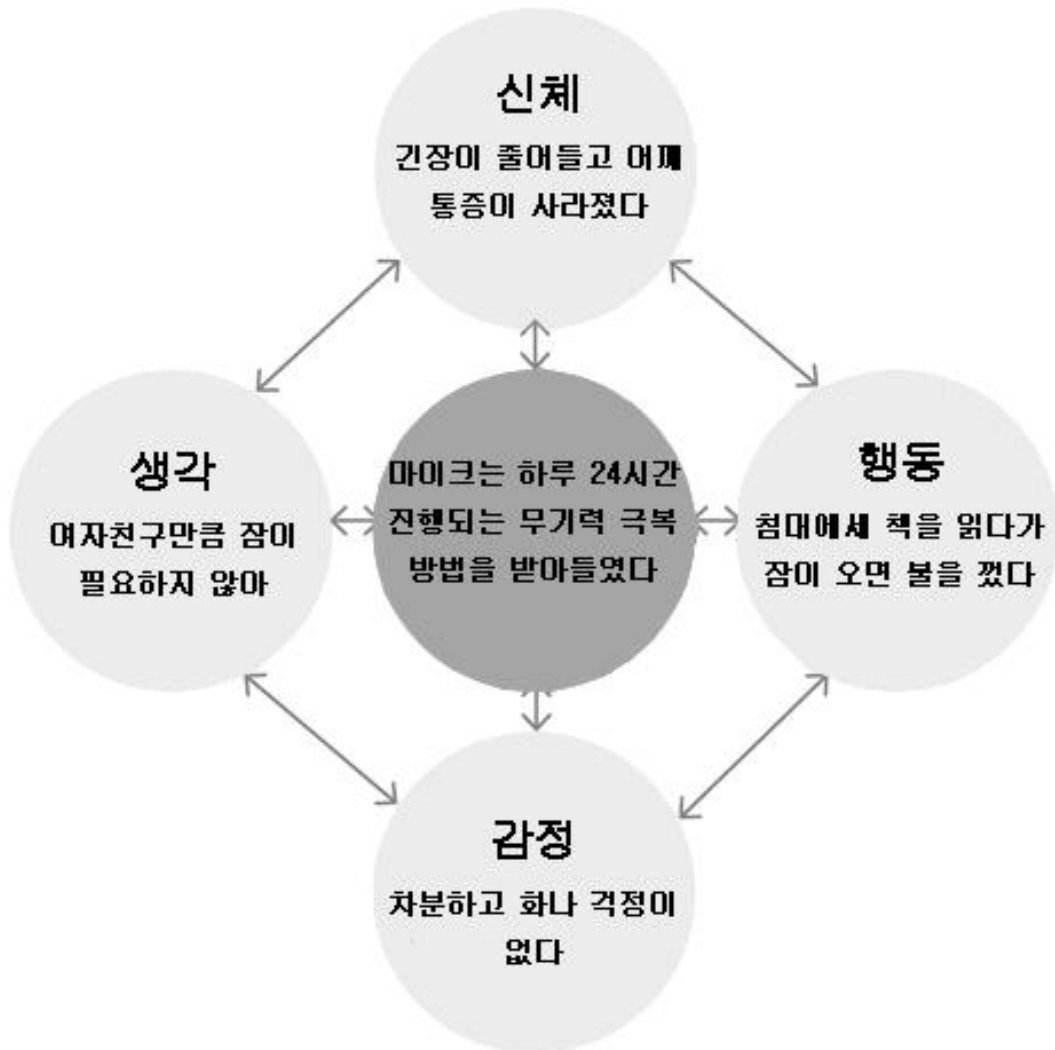 신체
긴장이 줄어들고 어깨
통증이 사라졌다
생각
여자친구만큼 잠이
필요하지 않아
마이크는 하루 24시간
진행되는 무기력 극복
방법을 받아들였다
행동
침대에세 책을 읽다가
잠이 오면 불을 껐다
감정
차분하고 화나 걱정이
없다